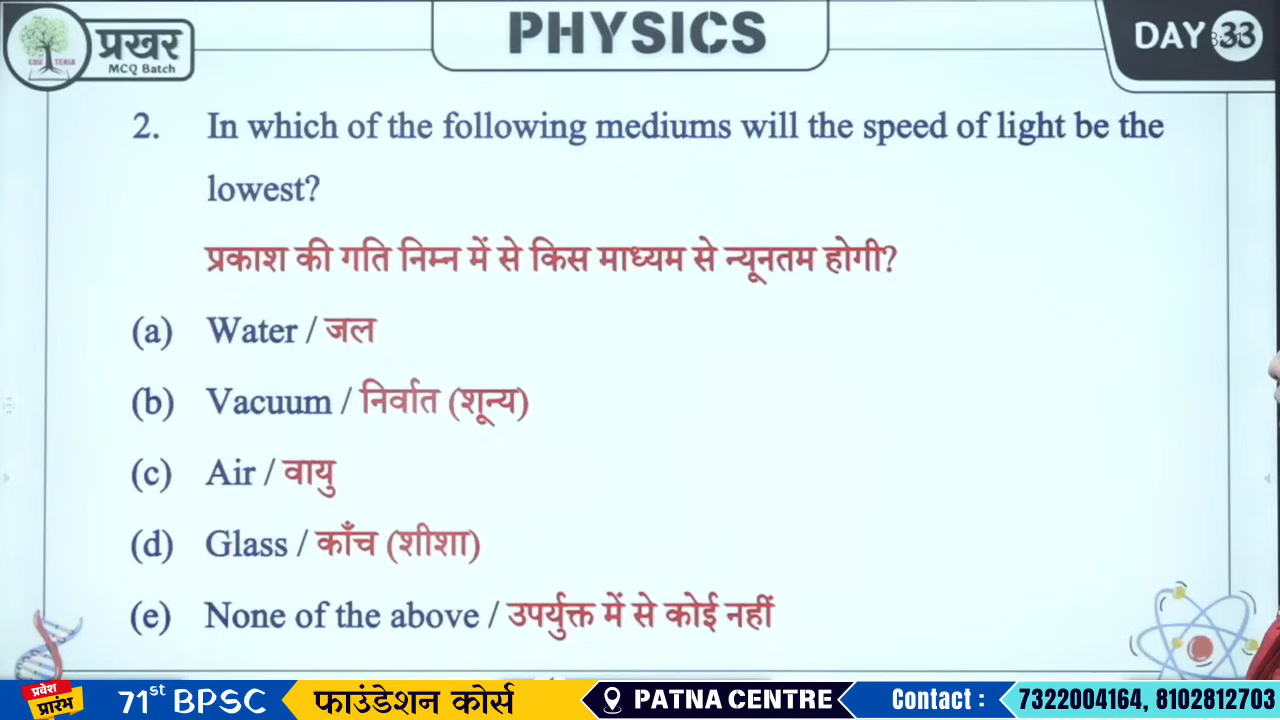 EDU TERIA
प्रखर
MCQ Batch
PHYSICS
DAY 33
2. In which of the following mediums will the speed of light be the
lowest?
प्रकाश की गति निम्न में से किस माध्यम से न्यूनतम होगी?
(a) Water / जल
(b) Vacuum / निर्वात (शून्य)
(c) Air / वायु
(d) Glass / काँच (शीशा)
(e) None of the above / उपर्युक्त में से कोई नहीं
प्रवेश
प्रारंभ
71st BPSC फाउंडेशन कोर्स PATNA CENTRE Contact : 7322004164, 8102812703